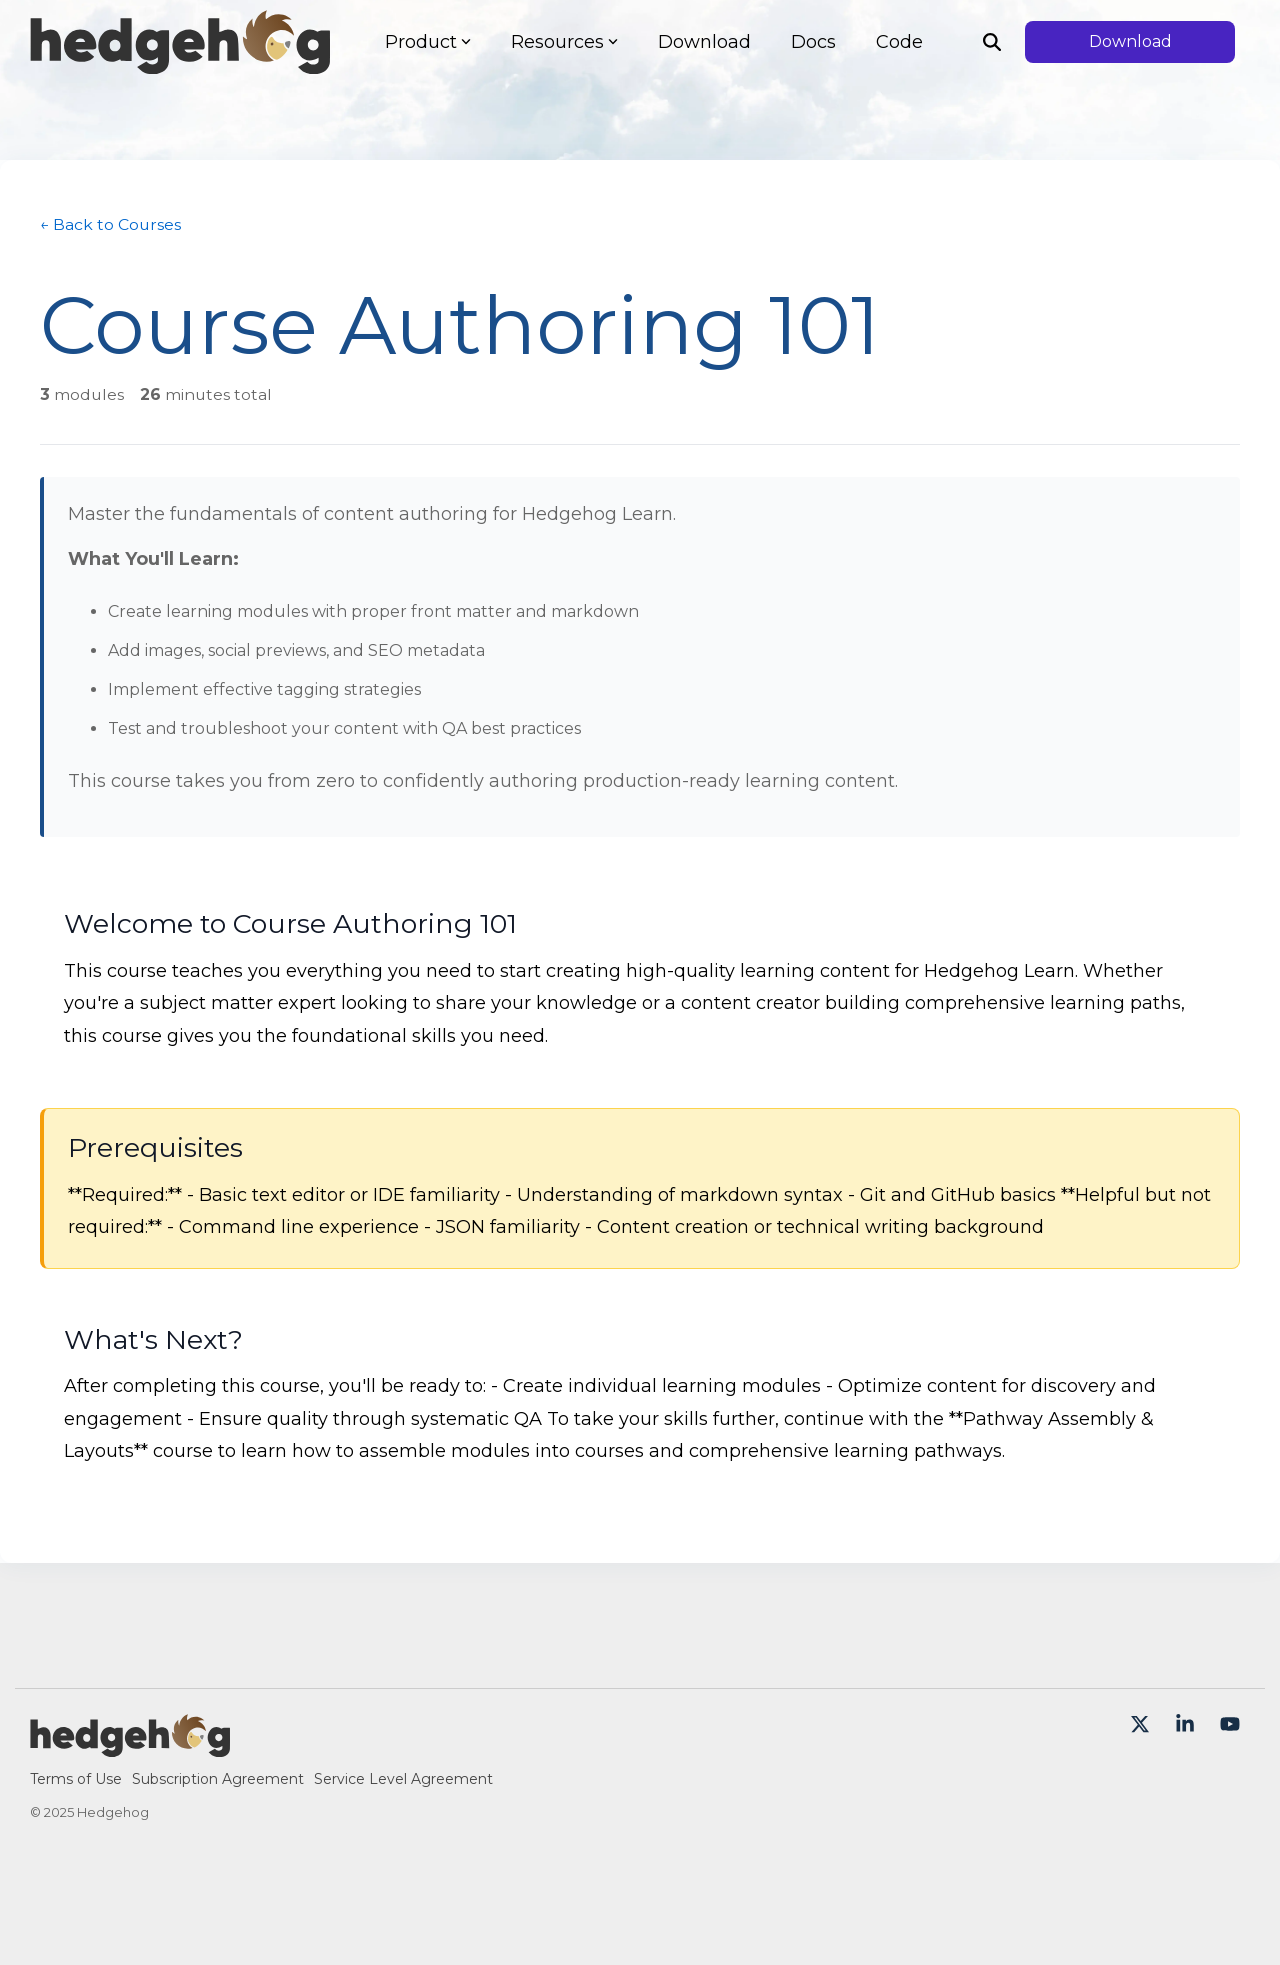 hedgehog
Product
Resources
Download
Docs
Code
Download
← Back to Courses
Course Authoring 101
3 modules 26 minutes total
Master the fundamentals of content authoring for Hedgehog Learn.
What You'll Learn:
• Create learning modules with proper front matter and markdown
• Add images, social previews, and SEO metadata
• Implement effective tagging strategies
• Test and troubleshoot your content with QA best practices
This course takes you from zero to confidently authoring production-ready learning content.
Welcome to Course Authoring 101
This course teaches you everything you need to start creating high-quality learning content for Hedgehog Learn. Whether
you're a subject matter expert looking to share your knowledge or a content creator building comprehensive learning paths,
this course gives you the foundational skills you need.
Prerequisites
**Required:** - Basic text editor or IDE familiarity - Understanding of markdown syntax - Git and GitHub basics **Helpful but not
required:** - Command line experience - JSON familiarity - Content creation or technical writing background
What's Next?
After completing this course, you'll be ready to: - Create individual learning modules - Optimize content for discovery and
engagement - Ensure quality through systematic QA To take your skills further, continue with the **Pathway Assembly &
Layouts** course to learn how to assemble modules into courses and comprehensive learning pathways.
hedgehog
Terms of Use Subscription Agreement Service Level Agreement
© 2025 Hedgehog